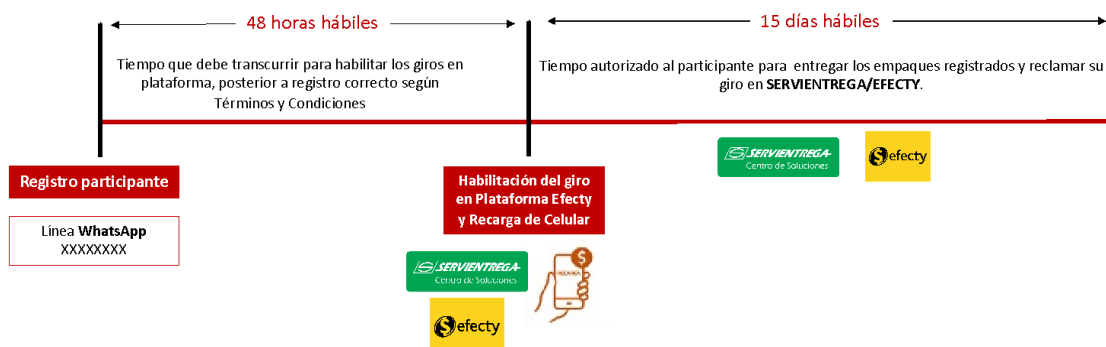 48 horas hábiles
15 días hábiles
Tiempo que debe transcurrir para habilitar los giros en
plataforma, posterior a registro correcto según
Términos y Condiciones
Tiempo autorizado al participante para entregar los empaques registrados y reclamar su
giro en SERVIENTREGA/EFECTY.
SERVIENTREGA
Centro de Soluciones
efecty
Registro participante
Línea WhatsApp
XXXXXXXX
Habilitación del giro
en Plataforma Efecty
y Recarga de Celular
SERVIENTREGA
Centro de Soluciones
$
RECARGA
efecty